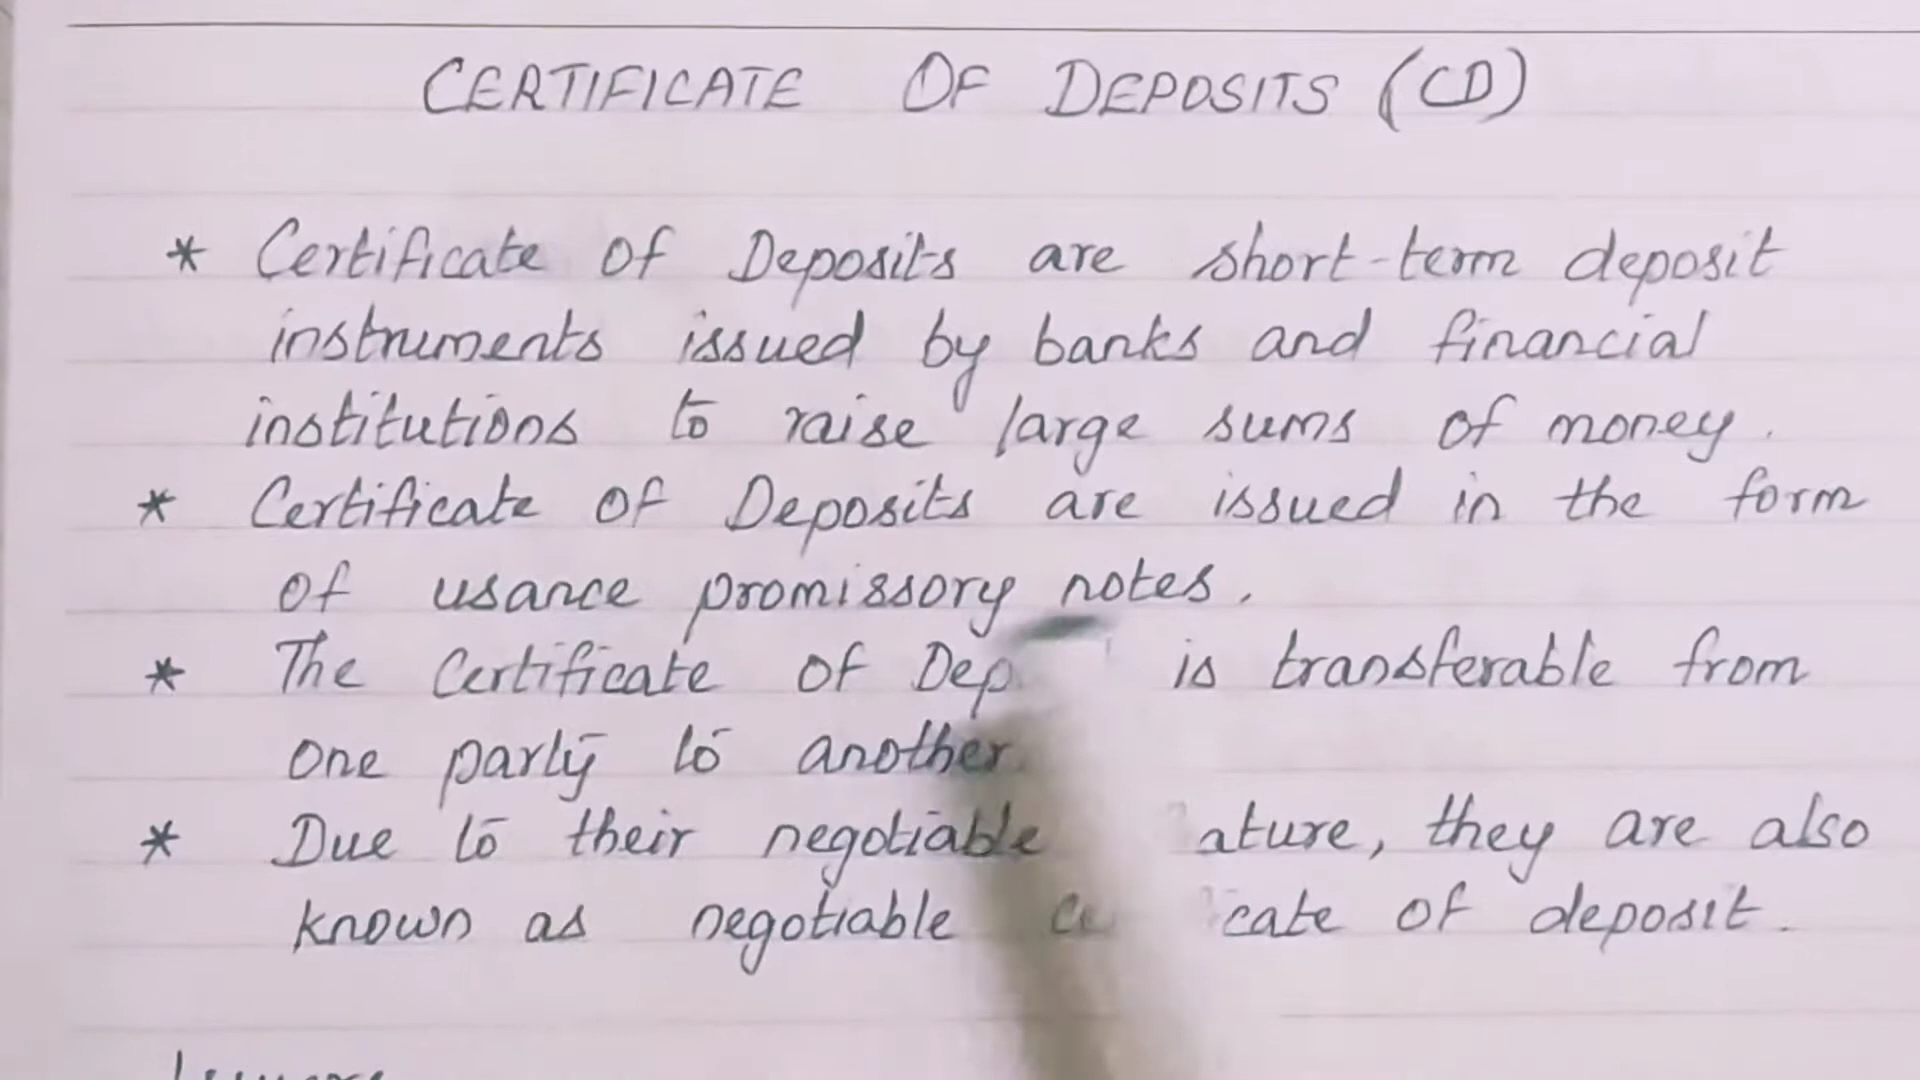 CERTIFICATE OF DEPOSITS (CD)
* Certificate of Deposits are short-term deposit
instruments issued by banks and financial
institutions to raise large sums of money.
* Certificate of Deposits are issued in the form
of usance promissory notes.
* The Certificate of Dep is transferable from
one party to another.
* Due to their negotiable ature, they are also
known as negotiable ce cate of deposit.